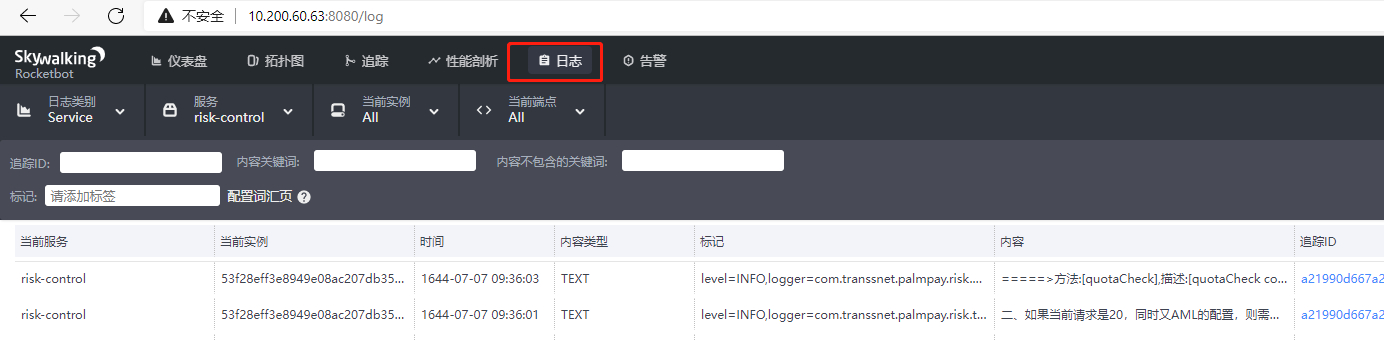 不安全 10.200.60.63:8080/log
Skywalking
Rocketbot
仪表盘 拓扑图 追踪 性能剖析 日志 告警
日志类别 服务 当前实例 当前端点
Service risk-control All All
追踪ID: 内容关键词: 内容不包含的关键词:
标记: 请添加标签 配置词汇页 ?
当前服务 当前实例 时间 内容类型 标记 内容 追踪ID
risk-control 53f28eff3e8949e08ac207db35... 1644-07-07 09:36:03 TEXT level=INFO,logger=com.transsnet.palmpay.risk.... =====>方法:[quotaCheck],描述:[quotaCheck co... a21990d667a2
risk-control 53f28eff3e8949e08ac207db35... 1644-07-07 09:36:01 TEXT level=INFO,logger=com.transsnet.palmpay.risk.t... 二、如果当前请求是20，同时又AML的配置，则需... a21990d667a2